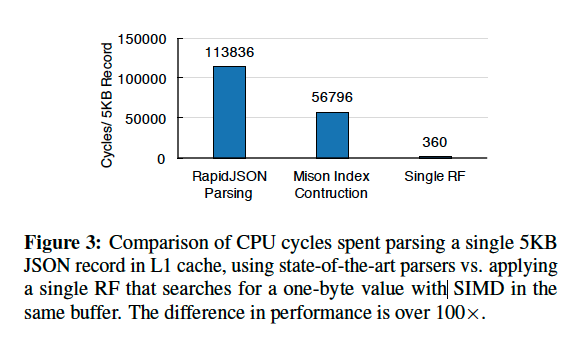 150000
100000
50000
0
Cycles/ 5KB Record
113836
56796
360
RapidJSON
Parsing
Mison Index
Contruction
Single RF
Figure 3: Comparison of CPU cycles spent parsing a single 5KB
JSON record in L1 cache, using state-of-the-art parsers vs. applying
a single RF that searches for a one-byte value with SIMD in the
same buffer. The difference in performance is over 100×.